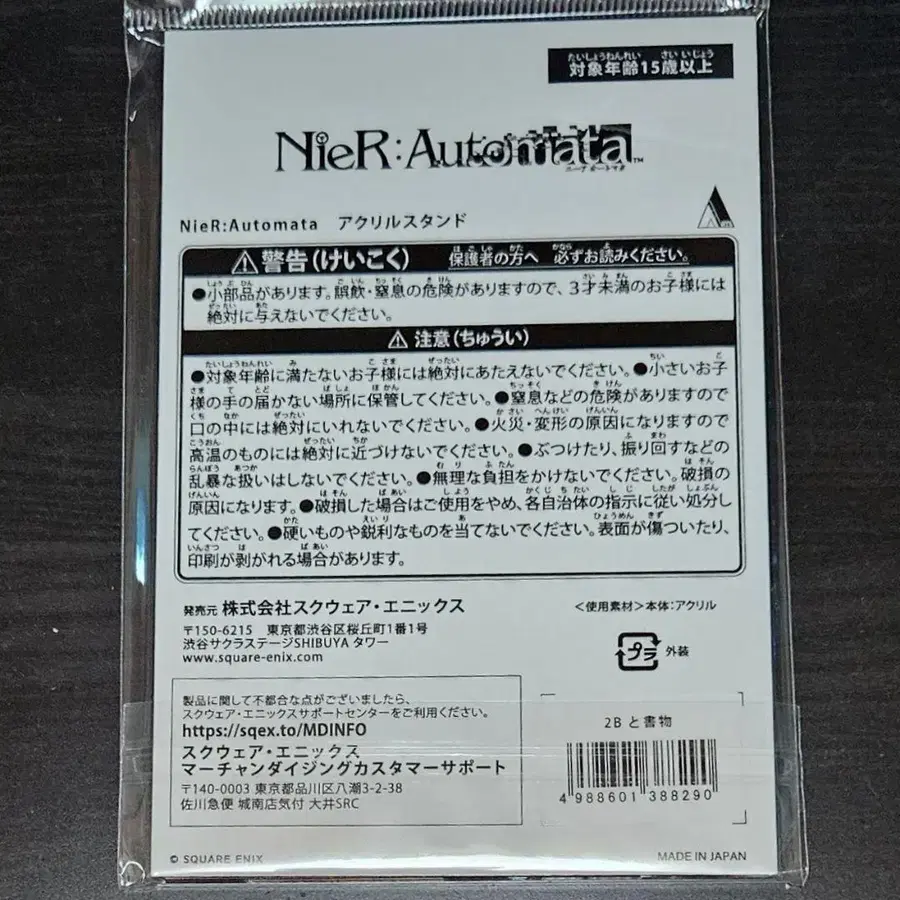 対象年齢15歳以上
NieR:Automata™
NieR:Automata アクリルスタンド
⚠警告(けいこく) 保護者の方へ 必ずお読みください。
●小部品があります。誤飲・窒息の危険がありますので、3才未満のお子様には
絶対に与えないでください。
⚠注意(ちゅうい)
●対象年齢に満たないお子様には絶対にあたえないでください。●小さいお子
様の手の届かない場所に保管してください。●窒息などの危険がありますので
口の中には絶対にいれないでください。●火災・変形の原因になりますので
高温のものには絶対に近づけないでください。●ぶつけたり、振り回すなどの
乱暴な扱いはしないでください。●無理な負担をかけないでください。破損の
原因になります。●破損した場合はご使用をやめ、各自治体の指示に従い処分し
てください。●硬いものや鋭利なものを当てないでください。表面が傷ついたり、
印刷が剥がれる場合があります。
発売元 株式会社スクウェア・エニックス
〒150-6215 東京都渋谷区桜丘町1番1号
渋谷サクラステージSHIBUYA タワー
www.square-enix.com
<使用素材>本体:アクリル
プラ 外装
製品に関して不都合な点がございましたら、
スクウェア・エニックスサポートセンターをご利用ください。
https://sqex.to/MDINFO
スクウェア・エニックス
マーチャンダイジングカスタマーサポート
〒140-0003 東京都品川区八潮3-2-38
佐川急便 城南店気付 大井SRC
2B と書物
4 988601 388290
© SQUARE ENIX
MADE IN JAPAN